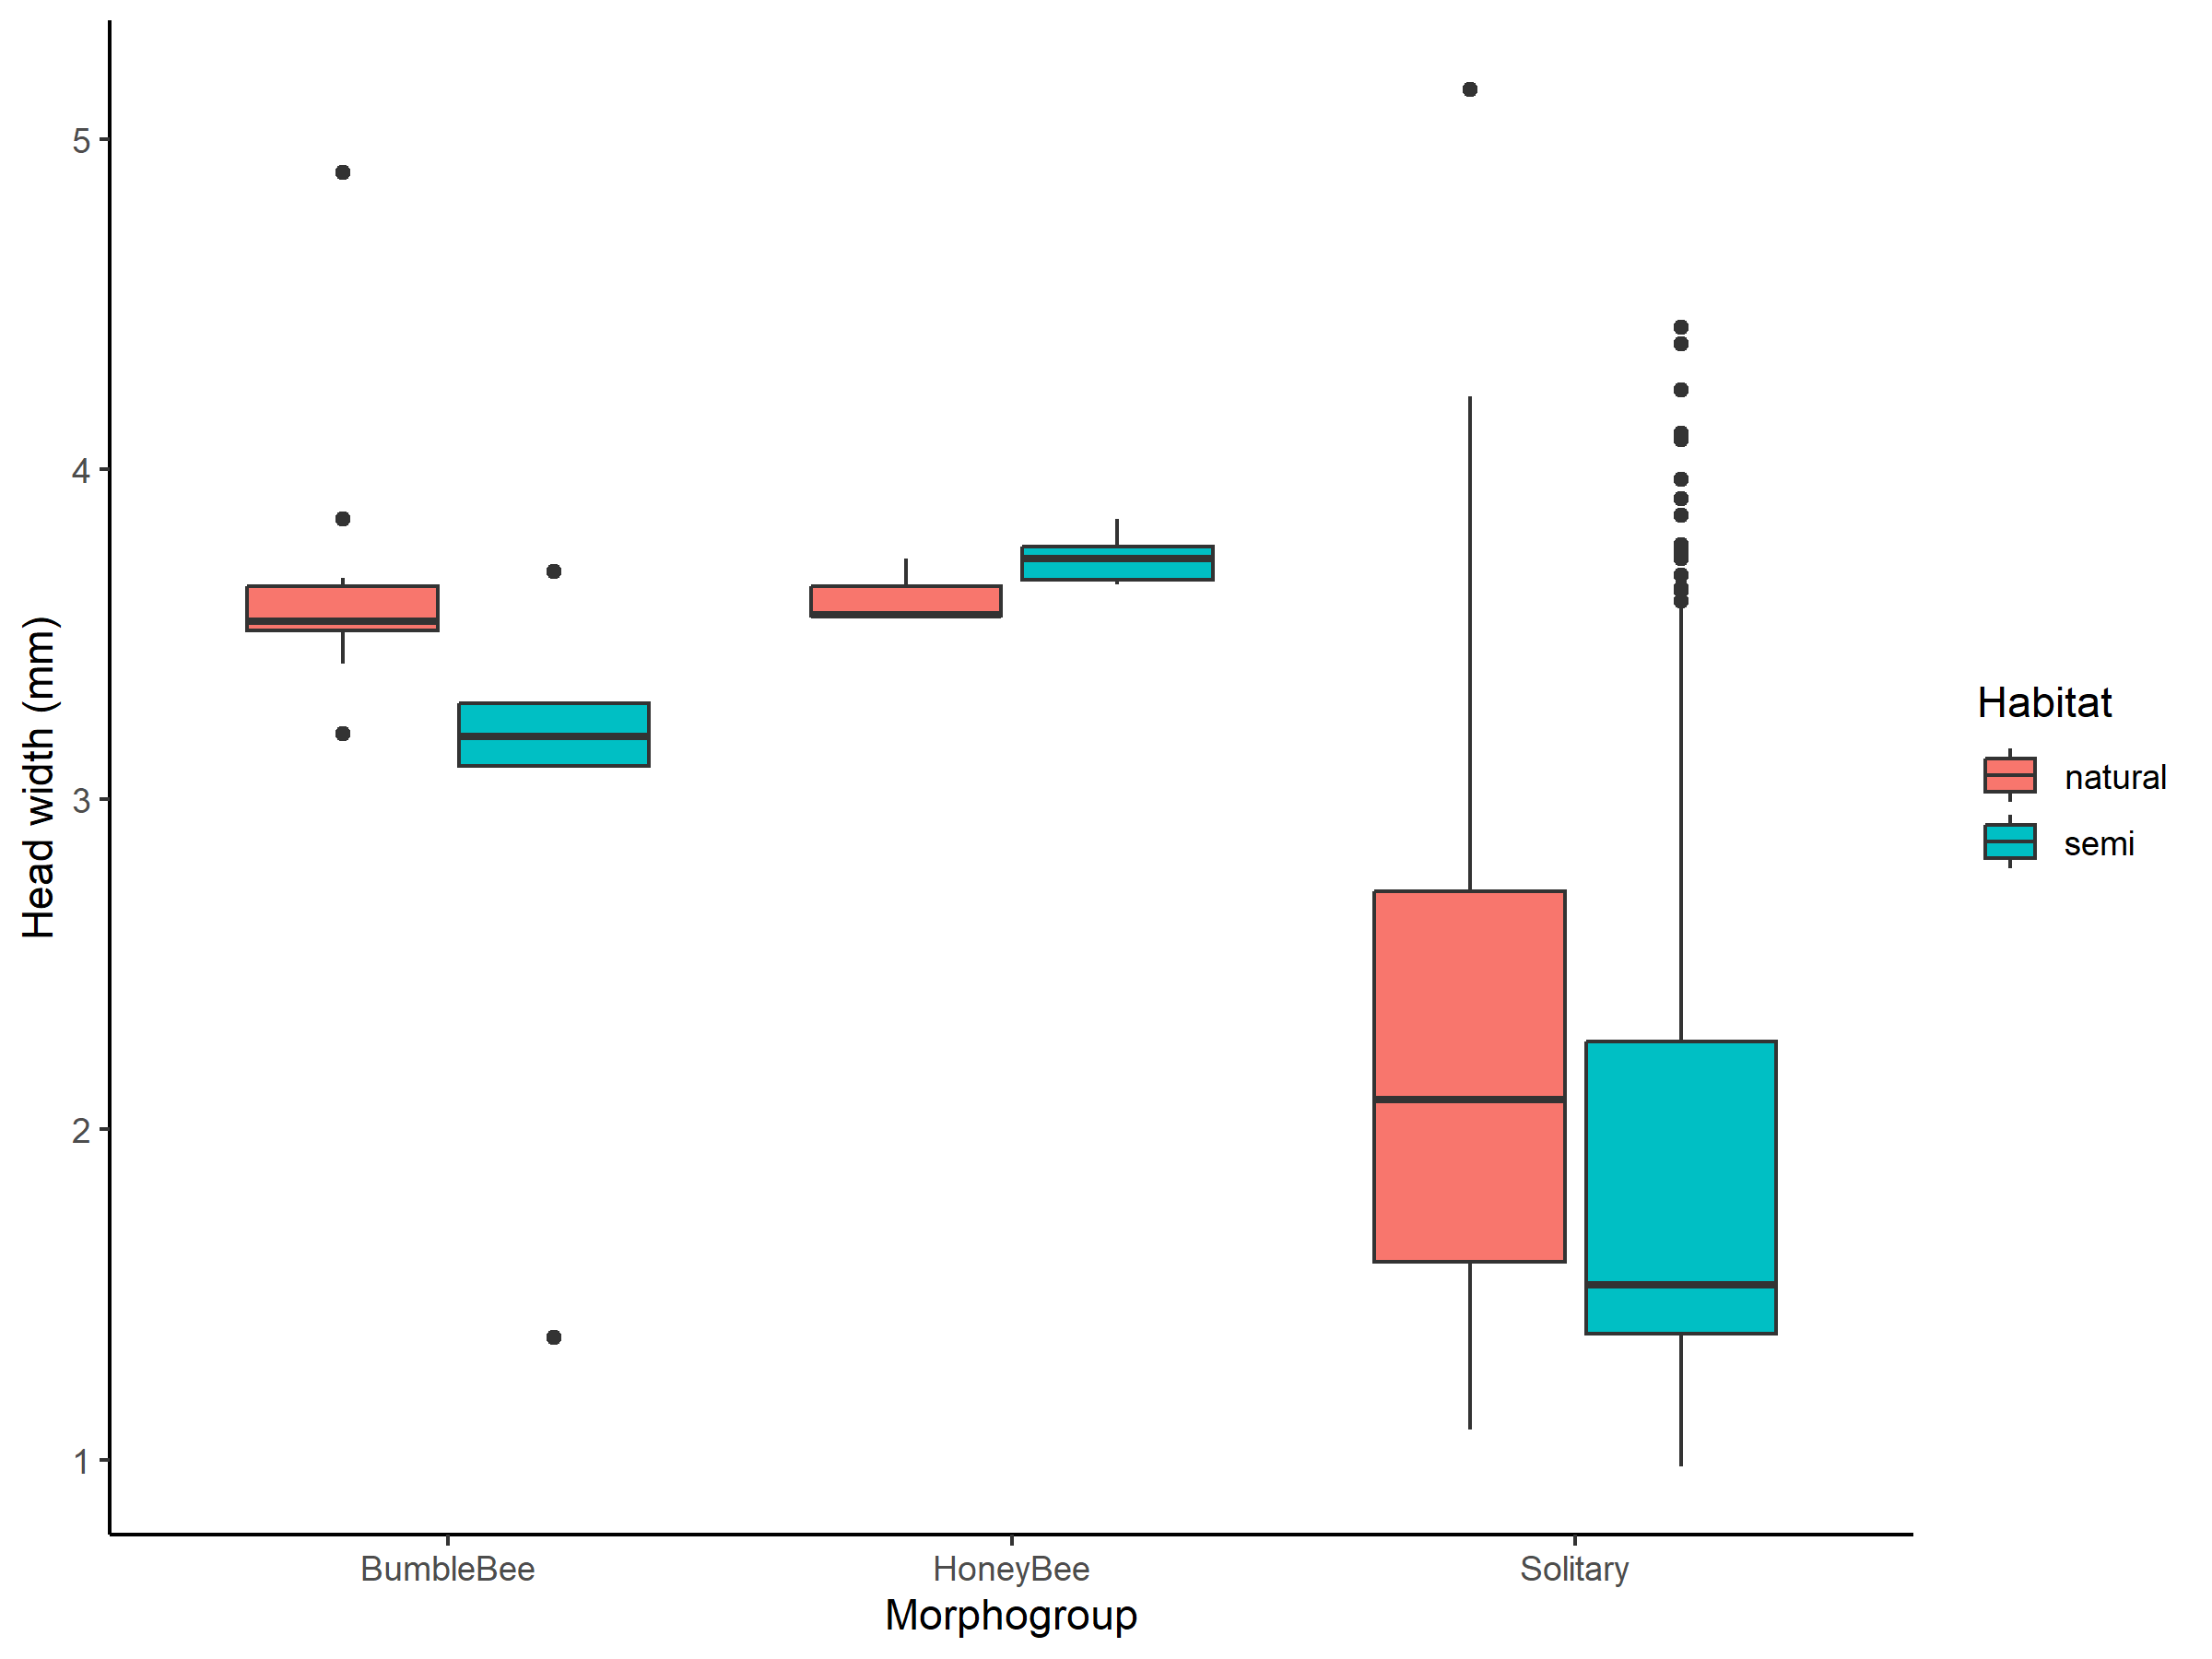 5
4
3
2
1
Head width (mm)
BumbleBee
HoneyBee
Solitary
Morphogroup
Habitat
natural
semi